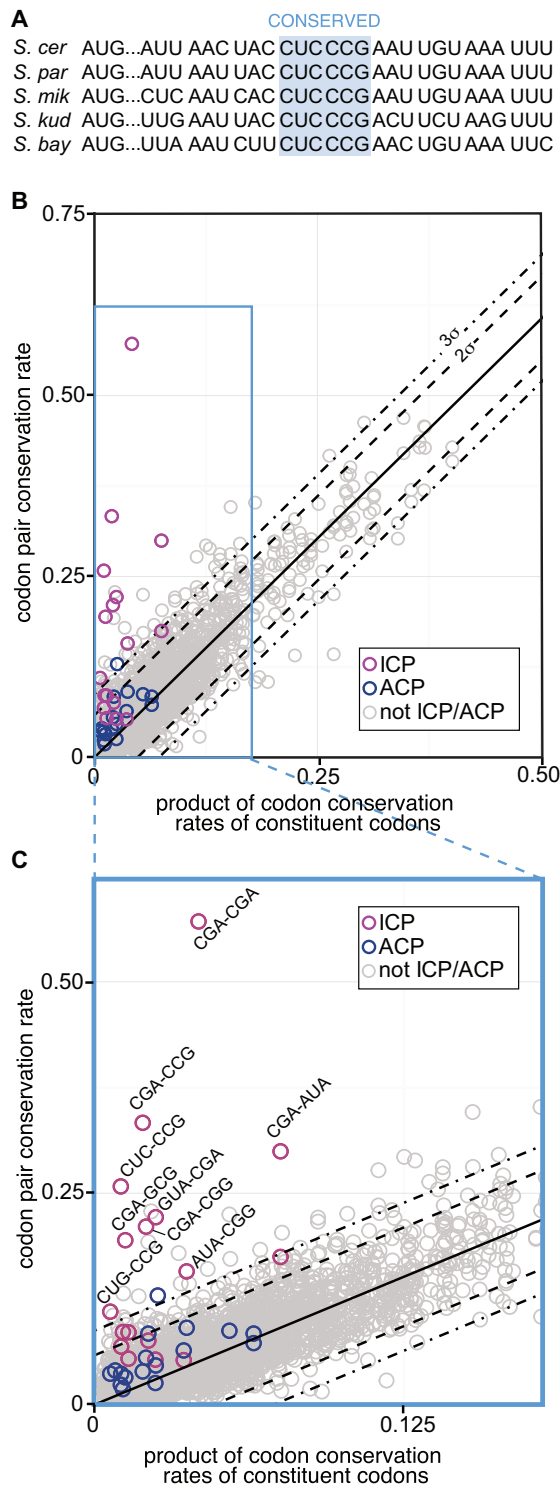 A
CONSERVED
S. cer AUG...AUU AAC UAC CUC CCG AAU UGU AAA UUU
S. par AUG...AUU AAU UAC CUC CCG AAU UGU AAA UUU
S. mik AUG...CUC AAU CAC CUC CCG AAU UGU AAA UUU
S. kud AUG...UUG AAU UAC CUC CCG ACU UCU AAG UUU
S. bay AUG...UUA AAU CUU CUC CCG AAC UGU AAA UUC
B
0.75
0.50
0.25
0
codon pair conservation rate
3σ
2σ
ICP
ACP
not ICP/ACP
0
0.25
0.50
product of codon conservation
rates of constituent codons
C
0.50
0.25
0
codon pair conservation rate
ICP
ACP
not ICP/ACP
CGA-CGA
CGA-CCG
CGA-AUA
CUC-CCG
CGA-GCG
GUA-CGA
CGA-CGG
AUA-CGG
CUG-CCG
0
0.125
product of codon conservation
rates of constituent codons